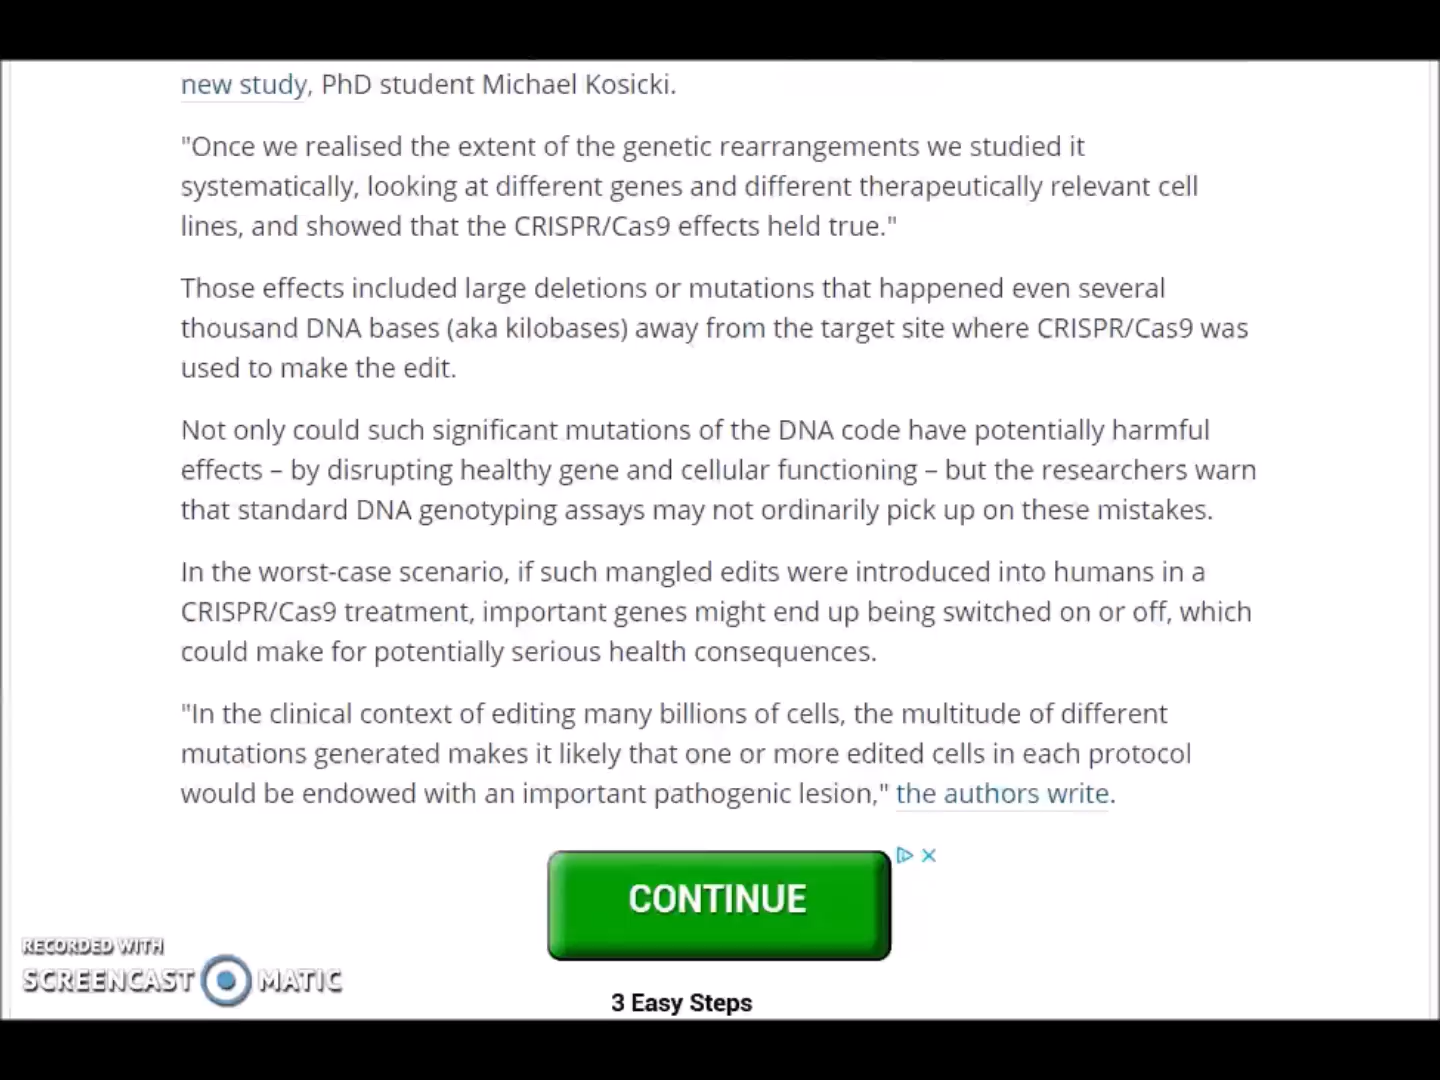 new study, PhD student Michael Kosicki.
"Once we realised the extent of the genetic rearrangements we studied it
systematically, looking at different genes and different therapeutically relevant cell
lines, and showed that the CRISPR/Cas9 effects held true."
Those effects included large deletions or mutations that happened even several
thousand DNA bases (aka kilobases) away from the target site where CRISPR/Cas9 was
used to make the edit.
Not only could such significant mutations of the DNA code have potentially harmful
effects – by disrupting healthy gene and cellular functioning – but the researchers warn
that standard DNA genotyping assays may not ordinarily pick up on these mistakes.
In the worst-case scenario, if such mangled edits were introduced into humans in a
CRISPR/Cas9 treatment, important genes might end up being switched on or off, which
could make for potentially serious health consequences.
"In the clinical context of editing many billions of cells, the multitude of different
mutations generated makes it likely that one or more edited cells in each protocol
would be endowed with an important pathogenic lesion," the authors write.
CONTINUE
RECORDED WITH
SCREENCAST MATIC
3 Easy Steps